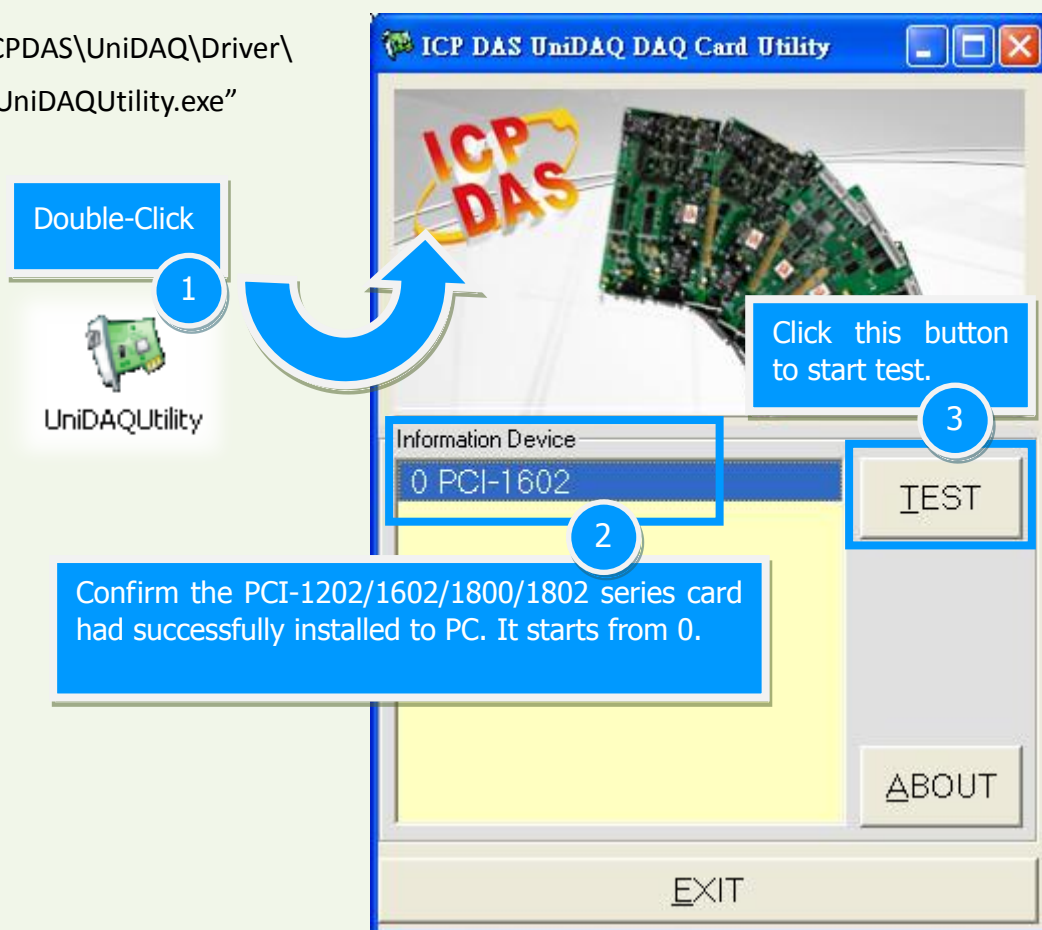 CPDAS\UniDAQ\Driver\
UniDAQUtility.exe”
ICP DAS UniDAQ DAQ Card Utility
ICP
DAS
Double-Click
1
UniDAQUtility
Click this button
to start test.
3
Information Device
0 PCI-1602
TEST
2
Confirm the PCI-1202/1602/1800/1802 series card
had successfully installed to PC. It starts from 0.
ABOUT
EXIT